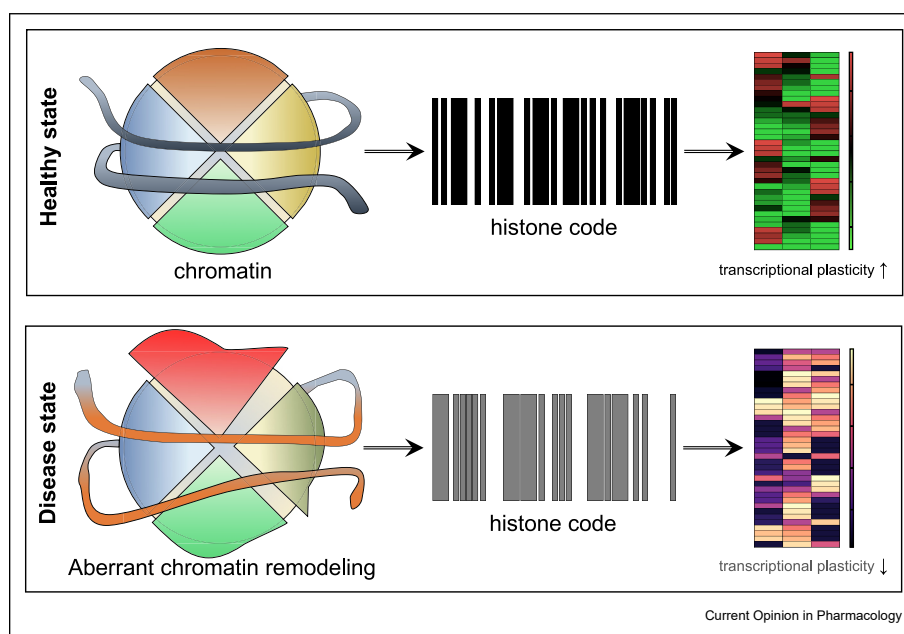 Healthy state
chromatin
histone code
transcriptional plasticity ↑
Disease state
Aberrant chromatin remodeling
histone code
transcriptional plasticity ↓
Current Opinion in Pharmacology